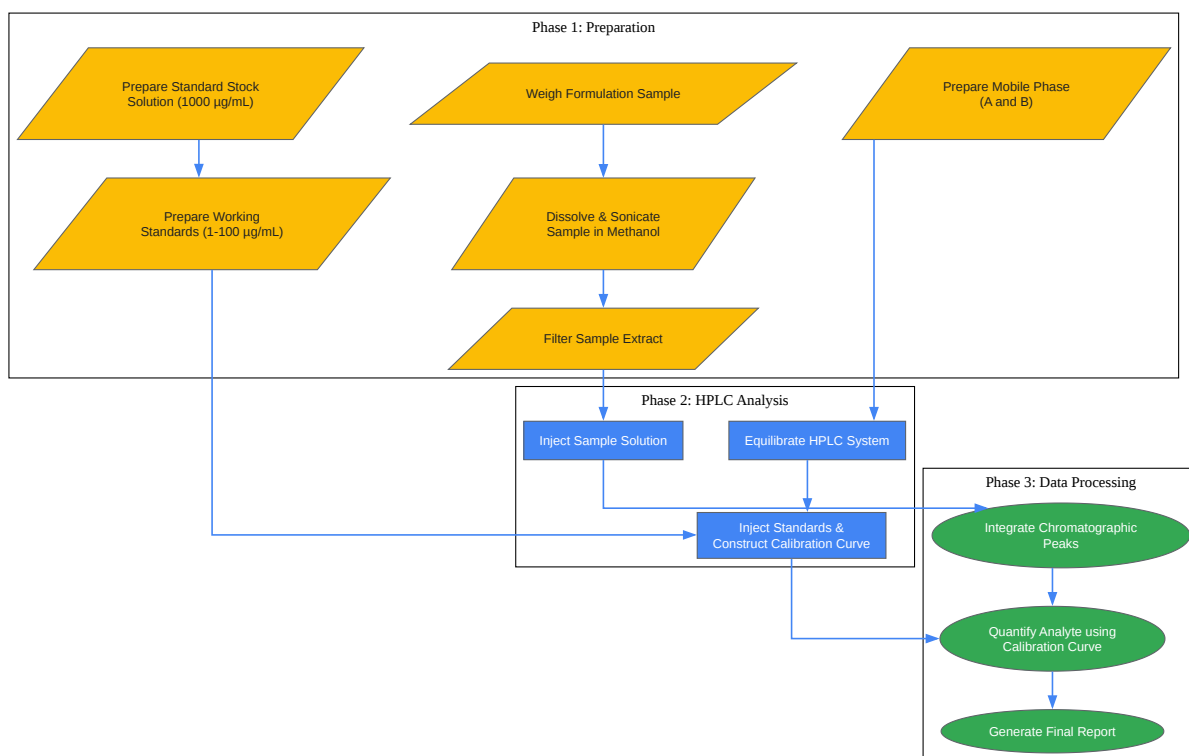 Phase 1: Preparation
Prepare Standard Stock
Solution (1000 µg/mL)
Weigh Formulation Sample
Prepare Mobile Phase
(A and B)
Prepare Working
Standards (1-100 µg/mL)
Dissolve & Sonicate
Sample in Methanol
Filter Sample Extract
Phase 2: HPLC Analysis
Inject Sample Solution
Equilibrate HPLC System
Inject Standards &
Construct Calibration Curve
Phase 3: Data Processing
Integrate Chromatographic
Peaks
Quantify Analyte using
Calibration Curve
Generate Final Report